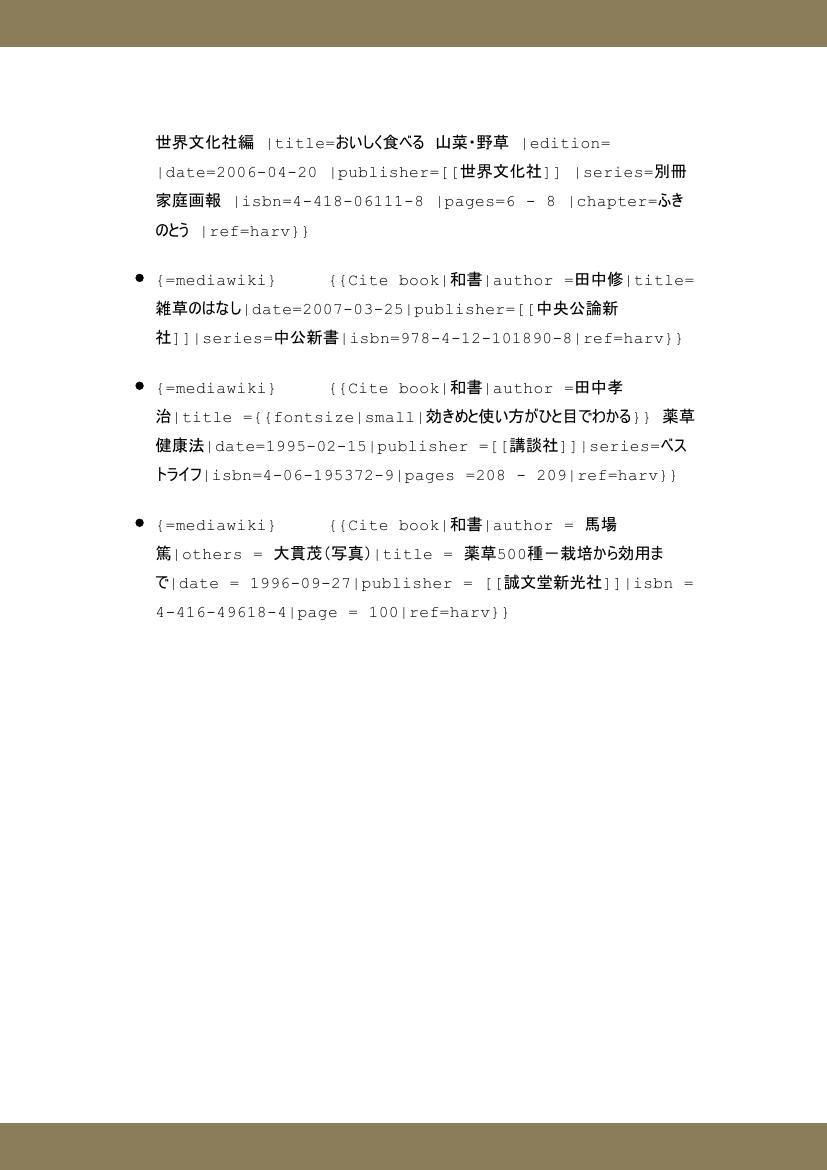 世界文化社編 |title=おいしく食べる 山菜・野草 |edition=
|date=2006-04-20 |publisher=[[世界文化社]] |series=別冊
家庭画報 |isbn=4-418-06111-8 |pages=6 - 8 |chapter=ふき
のとう |ref=harv}}
● {=mediawiki} {{Cite book|和書|author =田中修|title=
雑草のはなし|date=2007-03-25|publisher=[[中央公論新
社]]|series=中公新書|isbn=978-4-12-101890-8|ref=harv}}
● {=mediawiki} {{Cite book|和書|author =田中孝
治|title ={{fontsize|small|効きめと使い方がひと目でわかる}} 薬草
健康法|date=1995-02-15|publisher =[[講談社]]|series=ベス
トライフ|isbn=4-06-195372-9|pages =208 - 209|ref=harv}}
● {=mediawiki} {{Cite book|和書|author = 馬場
篤|others = 大貫茂(写真)|title = 薬草500種－栽培から効用ま
で|date = 1996-09-27|publisher = [[誠文堂新光社]]|isbn =
4-416-49618-4|page = 100|ref=harv}}